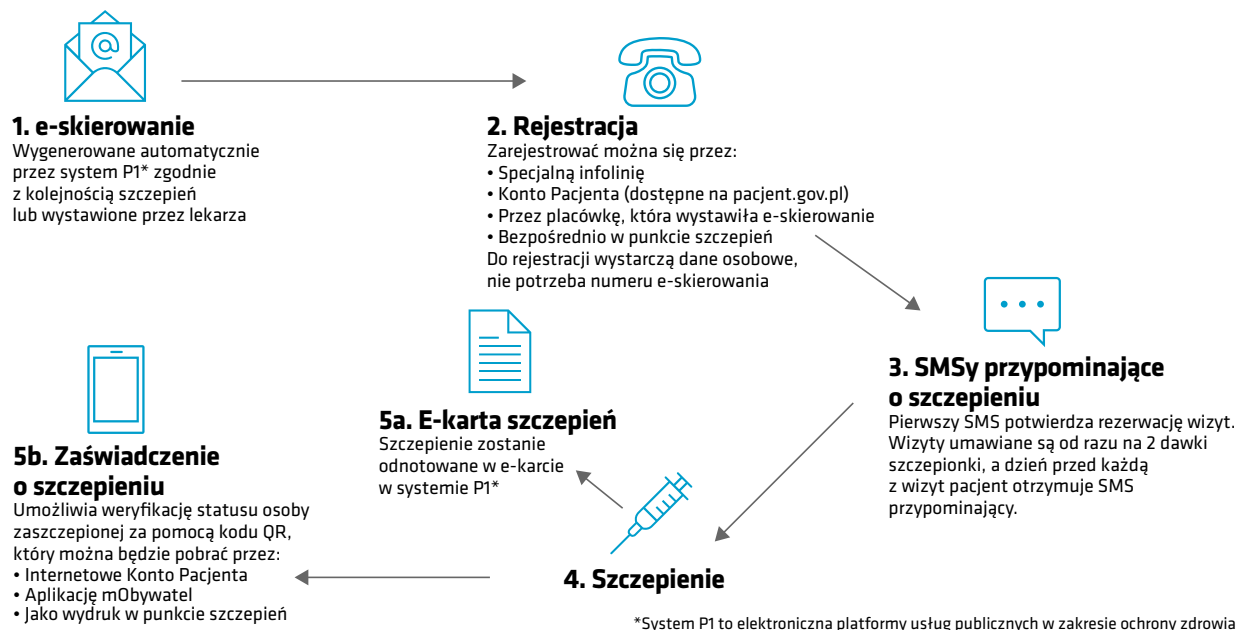 1. e-skierowanie
Wygenerowane automatycznie
przez system P1* zgodnie
z kolejnością szczepień
lub wystawione przez lekarza
2. Rejestracja
Zarejestrować można się przez:
• Specjalną infolinię
• Konto Pacjenta (dostępne na pacjent.gov.pl)
• Przez placówkę, która wystawiła e-skierowanie
• Bezpośrednio w punkcie szczepień
Do rejestracji wystarczą dane osobowe,
nie potrzeba numeru e-skierowania
3. SMSy przypominające
o szczepieniu
Pierwszy SMS potwierdza rezerwację wizyt.
Wizyty umawiane są od razu na 2 dawki
szczepionki, a dzień przed każdą
z wizyt pacjent otrzymuje SMS
przypominający.
4. Szczepienie
5a. E-karta szczepień
Szczepienie zostanie
odnotowane w e-karcie
w systemie P1*
5b. Zaświadczenie
o szczepieniu
Umożliwia weryfikację statusu osoby
zaszczepionej za pomocą kodu QR,
który można będzie pobrać przez:
• Internetowe Konto Pacjenta
• Aplikację mObywatel
• Jako wydruk w punkcie szczepień
*System P1 to elektroniczna platformy usług publicznych w zakresie ochrony zdrowia